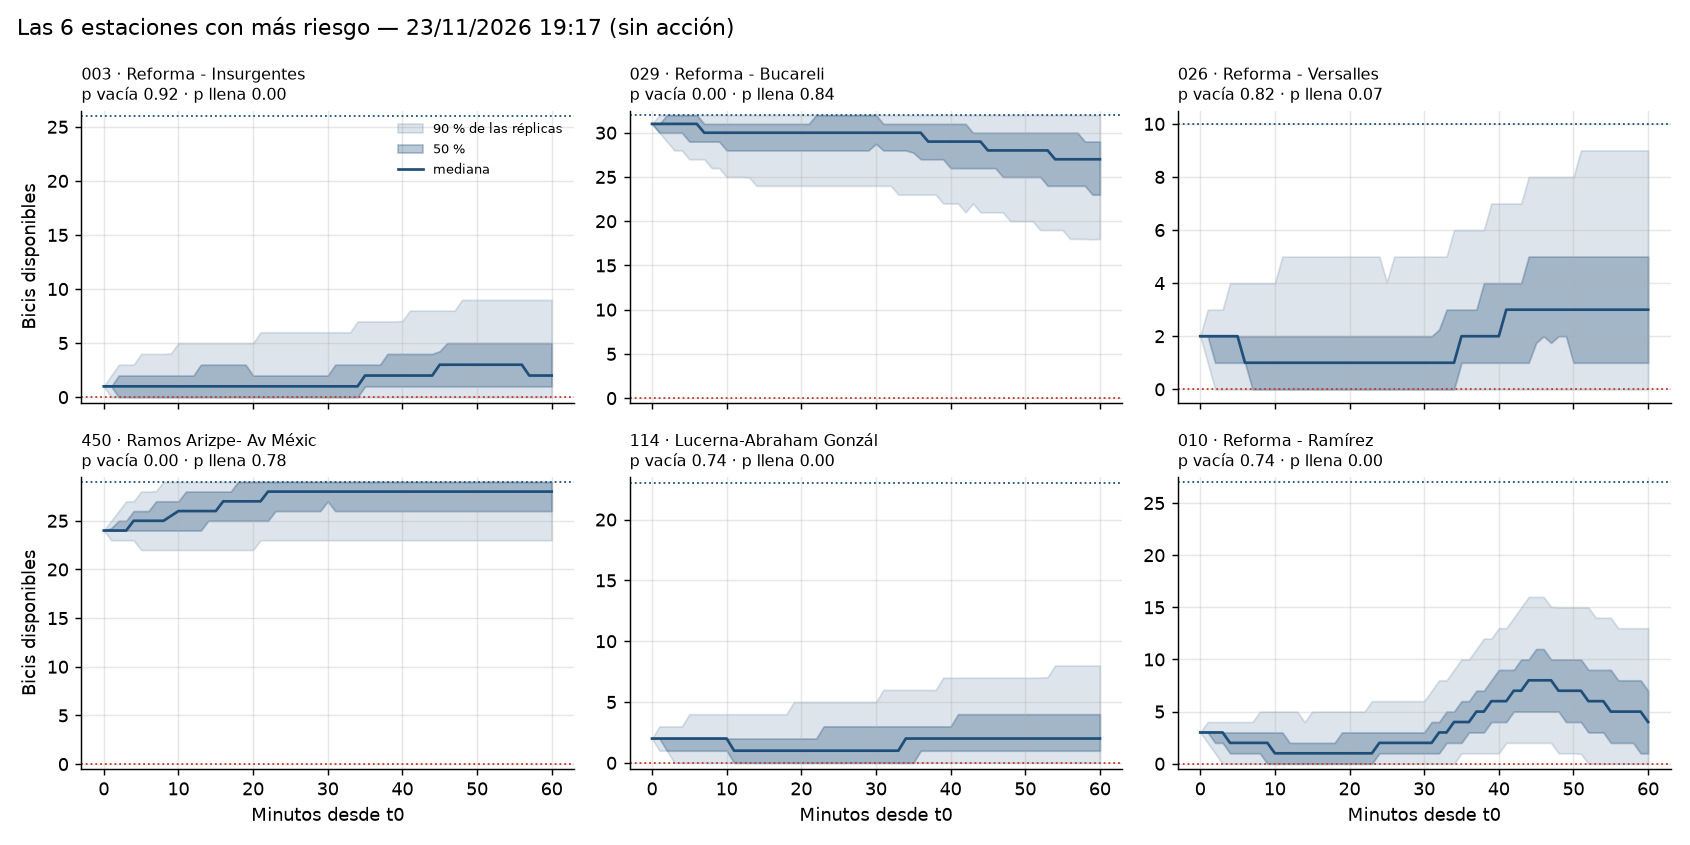 Las 6 estaciones con más riesgo — 23/11/2026 19:17 (sin acción)
003 · Reforma - Insurgentes
p vacía 0.92 · p llena 0.00
25
20
15
10
5
0
Bicis disponibles
90 % de las réplicas
50 %
mediana
029 · Reforma - Bucareli
p vacía 0.00 · p llena 0.84
30
25
20
15
10
5
0
026 · Reforma - Versalles
p vacía 0.82 · p llena 0.07
10
8
6
4
2
0
450 · Ramos Arizpe- Av Méxic
p vacía 0.00 · p llena 0.78
25
20
15
10
5
0
Bicis disponibles
0 10 20 30 40 50 60
Minutos desde t0
114 · Lucerna-Abraham Gonzál
p vacía 0.74 · p llena 0.00
20
15
10
5
0
0 10 20 30 40 50 60
Minutos desde t0
010 · Reforma - Ramírez
p vacía 0.74 · p llena 0.00
25
20
15
10
5
0
0 10 20 30 40 50 60
Minutos desde t0